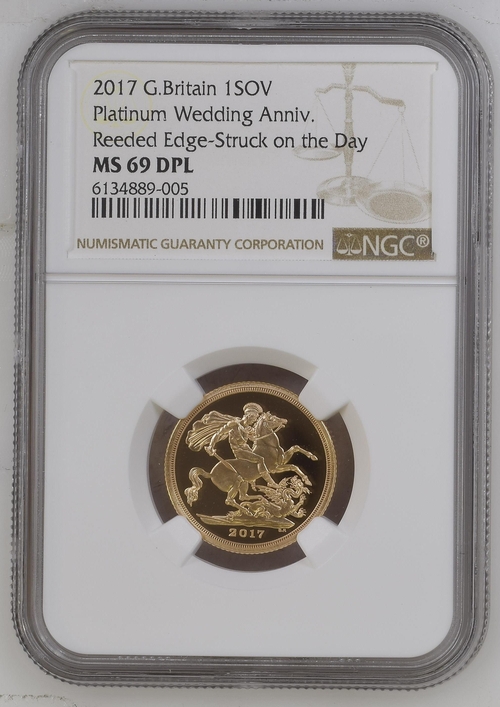 2017 G.Britain 1SOV
Platinum Wedding Anniv.
Reeded Edge-Struck on the Day
MS 69 DPL
6134889-005
NUMISMATIC GUARANTY CORPORATION
NGC®
2017